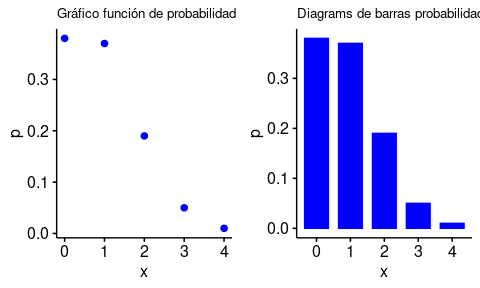 Gráfico función de probabilidad
0.3
0.2
0.1
0.0
p
0 1 2 3 4
x
Diagrams de barras probabilidad
0.3
0.2
0.1
0.0
p
0 1 2 3 4
x